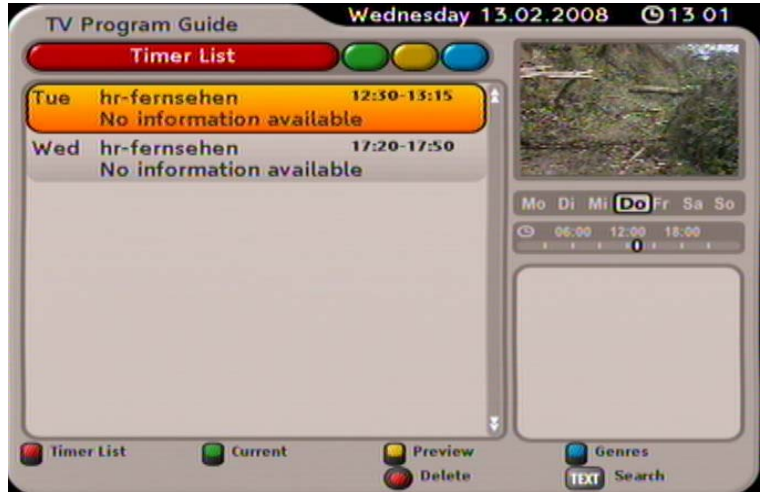 TV Program Guide
Wednesday 13.02.2008 13 01
Timer List
Tue hr-fernsehen 12:30-13:15
No information available
Wed hr-fernsehen 17:20-17:50
No information available
Mo Di Mi Do Fr Sa So
06:00 12:00 18:00
Timer List Current Preview Genres
Delete TEXT Search